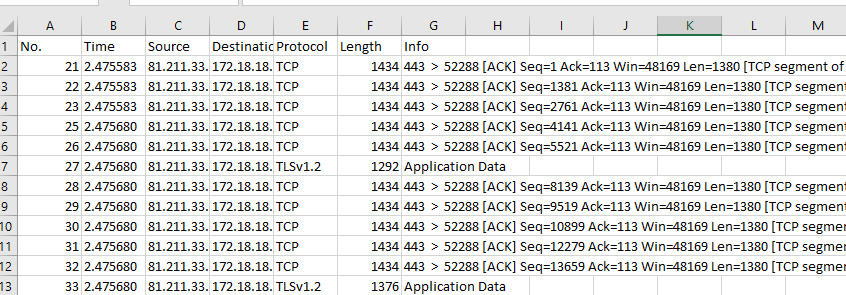 A B C D E F G H I J K L M
1 No. Time Source Destinatic Protocol Length Info
2 21 2.475583 81.211.33. 172.18.18. TCP 1434 443 > 52288 [ACK] Seq=1 Ack=113 Win=48169 Len=1380 [TCP segment of
3 22 2.475583 81.211.33. 172.18.18. TCP 1434 443 > 52288 [ACK] Seq=1381 Ack=113 Win=48169 Len=1380 [TCP segment
4 23 2.475583 81.211.33. 172.18.18. TCP 1434 443 > 52288 [ACK] Seq=2761 Ack=113 Win=48169 Len=1380 [TCP segment
5 25 2.475680 81.211.33. 172.18.18. TCP 1434 443 > 52288 [ACK] Seq=4141 Ack=113 Win=48169 Len=1380 [TCP segment
6 26 2.475680 81.211.33. 172.18.18. TCP 1434 443 > 52288 [ACK] Seq=5521 Ack=113 Win=48169 Len=1380 [TCP segment
7 27 2.475680 81.211.33. 172.18.18. TLSv1.2 1292 Application Data
8 28 2.475680 81.211.33. 172.18.18. TCP 1434 443 > 52288 [ACK] Seq=8139 Ack=113 Win=48169 Len=1380 [TCP segment
9 29 2.475680 81.211.33. 172.18.18. TCP 1434 443 > 52288 [ACK] Seq=9519 Ack=113 Win=48169 Len=1380 [TCP segment
10 30 2.475680 81.211.33. 172.18.18. TCP 1434 443 > 52288 [ACK] Seq=10899 Ack=113 Win=48169 Len=1380 [TCP segmer
11 31 2.475680 81.211.33. 172.18.18. TCP 1434 443 > 52288 [ACK] Seq=12279 Ack=113 Win=48169 Len=1380 [TCP segmer
12 32 2.475680 81.211.33. 172.18.18. TCP 1434 443 > 52288 [ACK] Seq=13659 Ack=113 Win=48169 Len=1380 [TCP segmer
13 33 2.475680 81.211.33. 172.18.18. TLSv1.2 1376 Application Data